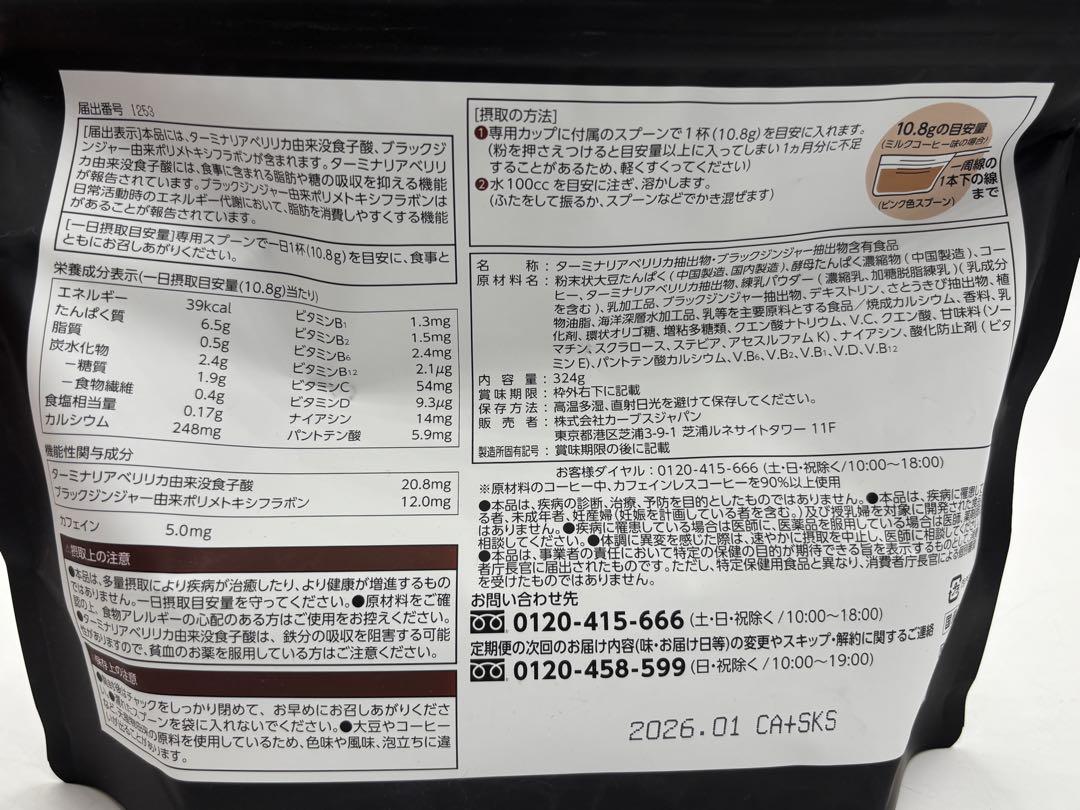 届出番号 1253
[届出表示]本品には、ターミナリアベリリカ由来没食子酸、ブラックジ
ンジャー由来ポリメトキシフラボンが含まれます。ターミナリアベリリ
カ由来没食子酸には、食事に含まれる脂肪や糖の吸収を抑える機能
が報告されています。ブラックジンジャー由来ポリメトキシフラボンは
日常活動時のエネルギー代謝において、脂肪を消費しやすくする機能
があることが報告されています。
[一日摂取目安量]専用スプーンで一日1杯(10.8g)を目安に、食事と
ともにお召しあがりください。
栄養成分表示(一日摂取目安量(10.8g)当たり)
エネルギー 39kcal
たんぱく質 6.5g
脂質 0.5g
炭水化物 2.4g
−糖質 1.9g
−食物繊維 0.4g
食塩相当量 0.17g
カルシウム 248mg
ビタミンB1 1.3mg
ビタミンB2 1.5mg
ビタミンB6 2.4mg
ビタミンB12 2.1μg
ビタミンC 54mg
ビタミンD 9.3μg
ナイアシン 14mg
パントテン酸 5.9mg
機能性関与成分
ターミナリアベリリカ由来没食子酸 20.8mg
ブラックジンジャー由来ポリメトキシフラボン 12.0mg
カフェイン 5.0mg
摂取上の注意
●本品は、多量摂取により疾病が治癒したり、より健康が増進するもの
ではありません。一日摂取目安量を守ってください。●原材料をご確
認の上、食物アレルギーの心配のある方はご使用をお控えください。
●ターミナリアベリリカ由来没食子酸は、鉄分の吸収を阻害する可能
性がありますので、貧血のお薬を服用している方はご注意ください。
保存上の注意
●開封後はチャックをしっかり閉めて、お早めにお召しあがりくださ
い。●濡れたスプーンを袋に入れないでください。●大豆やコーヒー
の原料を使用しているため、色味や風味、泡立ちに違
いが出ることがあります。
[摂取の方法]
❶専用カップに付属のスプーンで1杯(10.8g)を目安に入れます。
(粉を押さえつけると目安量以上に入ってしまい1ヵ月分に不足
することがあるため、軽くすくってください)
❷水100ccを目安に注ぎ、溶かします。
(ふたをして振るか、スプーンなどでかき混ぜます)
10.8gの目安量
(ミルクコーヒー味の場合)
一周線の
1本下の線
まで
(ピンク色スプーン)
名 称:ターミナリアベリリカ抽出物・ブラックジンジャー抽出物含有食品
原材料名:粉末状大豆たんぱく(中国製造、国内製造)、酵母たんぱく濃縮物(中国製造)、コー
ヒー、ターミナリアベリリカ抽出物、練乳パウダー(濃縮乳、加糖脱脂練乳)(乳成分
を含む)、乳加工品、ブラックジンジャー抽出物、デキストリン、さとうきび抽出物、植
物油脂、海洋深層水加工品、乳等を主要原料とする食品/焼成カルシウム、香料、乳
化剤、環状オリゴ糖、増粘多糖類、クエン酸ナトリウム、V.C、クエン酸、甘味料(ソー
マチン、スクラロース、ステビア、アセスルファムK)、ナイアシン、酸化防止剤(ビタ
ミンE)、パントテン酸カルシウム、V.B6、V.B2、V.B1、V.D、V.B12
内容量:324g
賞味期限:枠外右下に記載
保存方法:高温多湿、直射日光を避けて保存してください。
販売者:株式会社カーブスジャパン
東京都港区芝浦3-9-1 芝浦ルネサイトタワー 11F
製造所固有記号:賞味期限の後に記載
お客様ダイヤル:0120-415-666(土・日・祝除く/10:00〜18:00)
※原材料のコーヒー中、カフェインレスコーヒーを90%以上使用
●本品は、疾病の診断、治療、予防を目的としたものではありません。●本品は、疾病に罹患し
る者、未成年者、妊産婦(妊娠を計画している者を含む。)及び授乳婦を対象に開発された食
はありません。●疾病に罹患している場合は医師に、医薬品を服用している場合は医師、薬剤
相談してください。●体調に異変を感じた際は、速やかに摂取を中止し、医師に相談して
●本品は、事業者の責任において特定の保健の目的が期待できる旨を表示するものとし
者庁長官に届出されたものです。ただし、特定保健用食品と異なり、消費者庁長官による個別審
を受けたものではありません。
お問い合わせ先
0120-415-666 (土・日・祝除く/10:00〜18:00)
定期便の次回のお届け内容(味・お届け日等)の変更やスキップ・解約に関するご連絡
0120-458-599 (日・祝除く/10:00〜19:00)
2026.01 CA+SKS